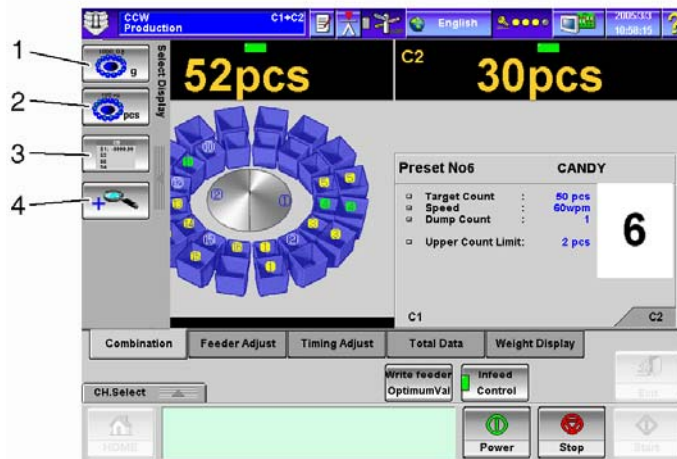 CCW
Production
C1→C2
English
2005/3/3
10:58:15
?
1
2
3
4
g
pcs
Select Display
52pcs
C2
30pcs
Preset No6
CANDY
Target Count : 50 pcs
Speed : 60wpm
Dump Count : 1
Upper Count Limit: 2 pcs
6
C1
C2
Combination
Feeder Adjust
Timing Adjust
Total Data
Weight Display
Write feeder
OptimumVal
Infeed
Control
Exit
CH.Select
HOME
Power
Stop
Start